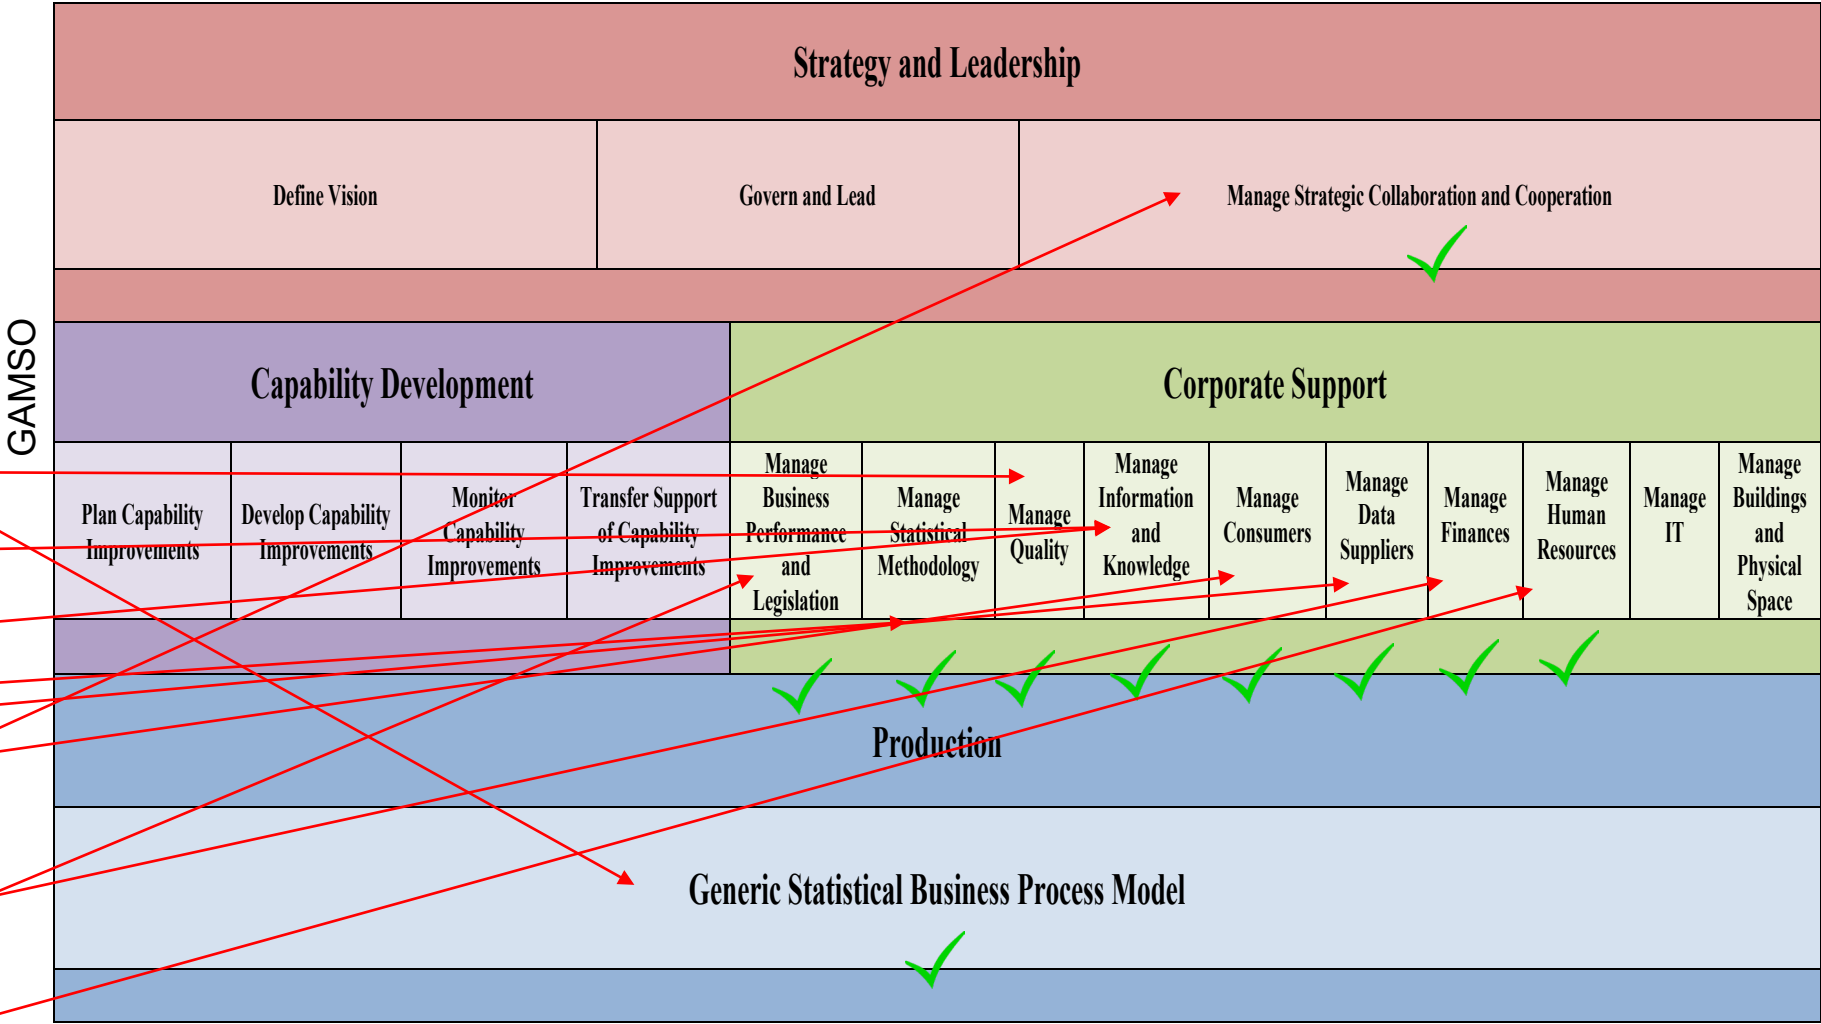 Strategy and Leadership
Define Vision
Govern and Lead
Manage Strategic Collaboration and Cooperation
GAMSO
Capability Development
Corporate Support
Plan Capability
Improvements
Develop Capability
Improvements
Monitor
Capability
Improvements
Transfer Support
of Capability
Improvements
Manage
Business
Performance
and
Legislation
Manage
Statistical
Methodology
Manage
Quality
Manage
Information
and
Knowledge
Manage
Consumers
Manage
Data
Suppliers
Manage
Finances
Manage
Human
Resources
Manage
IT
Manage
Buildings
and
Physical
Space
Production
Generic Statistical Business Process Model